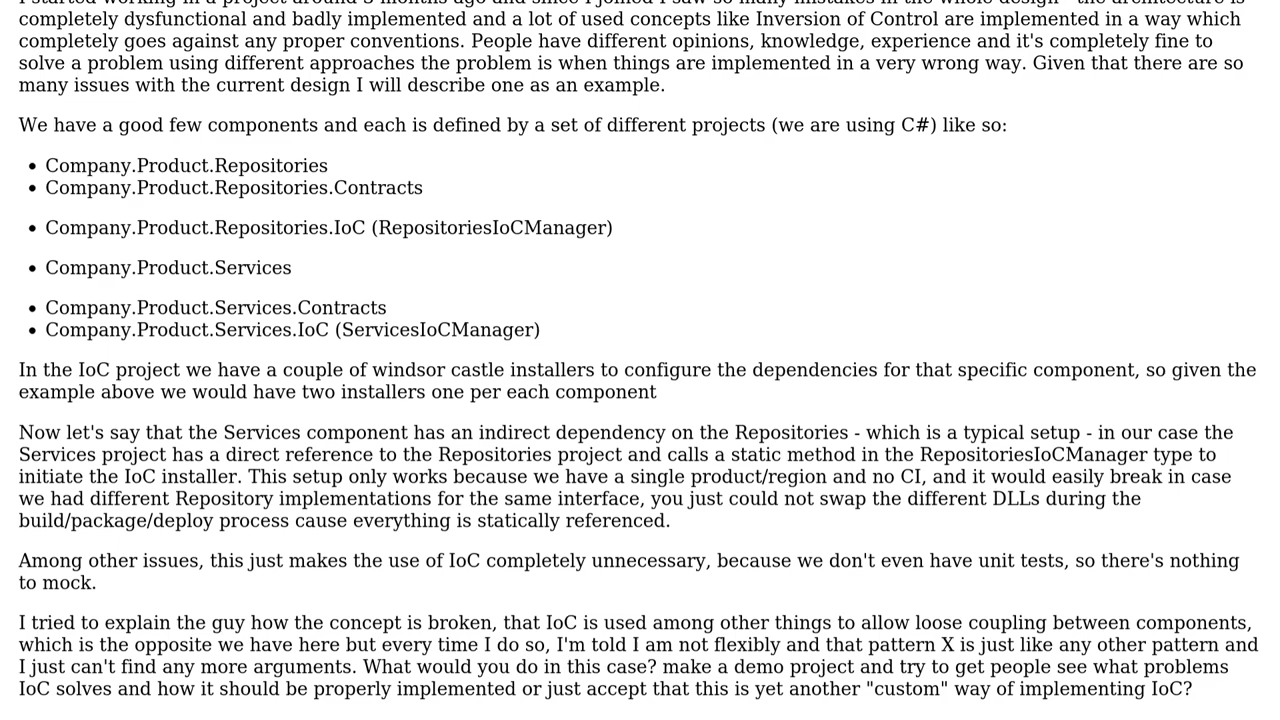 completely dysfunctional and badly implemented and a lot of used concepts like Inversion of Control are implemented in a way which
completely goes against any proper conventions. People have different opinions, knowledge, experience and it's completely fine to
solve a problem using different approaches the problem is when things are implemented in a very wrong way. Given that there are so
many issues with the current design I will describe one as an example.
We have a good few components and each is defined by a set of different projects (we are using C#) like so:
• Company.Product.Repositories
• Company.Product.Repositories.Contracts
• Company.Product.Repositories.IoC (RepositoriesIoCManager)
• Company.Product.Services
• Company.Product.Services.Contracts
• Company.Product.Services.IoC (ServicesIoCManager)
In the IoC project we have a couple of windsor castle installers to configure the dependencies for that specific component, so given the
example above we would have two installers one per each component
Now let's say that the Services component has an indirect dependency on the Repositories - which is a typical setup - in our case the
Services project has a direct reference to the Repositories project and calls a static method in the RepositoriesIoCManager type to
initiate the IoC installer. This setup only works because we have a single product/region and no CI, and it would easily break in case
we had different Repository implementations for the same interface, you just could not swap the different DLLs during the
build/package/deploy process cause everything is statically referenced.
Among other issues, this just makes the use of IoC completely unnecessary, because we don't even have unit tests, so there's nothing
to mock.
I tried to explain the guy how the concept is broken, that IoC is used among other things to allow loose coupling between components,
which is the opposite we have here but every time I do so, I'm told I am not flexibly and that pattern X is just like any other pattern and
I just can't find any more arguments. What would you do in this case? make a demo project and try to get people see what problems
IoC solves and how it should be properly implemented or just accept that this is yet another "custom" way of implementing IoC?